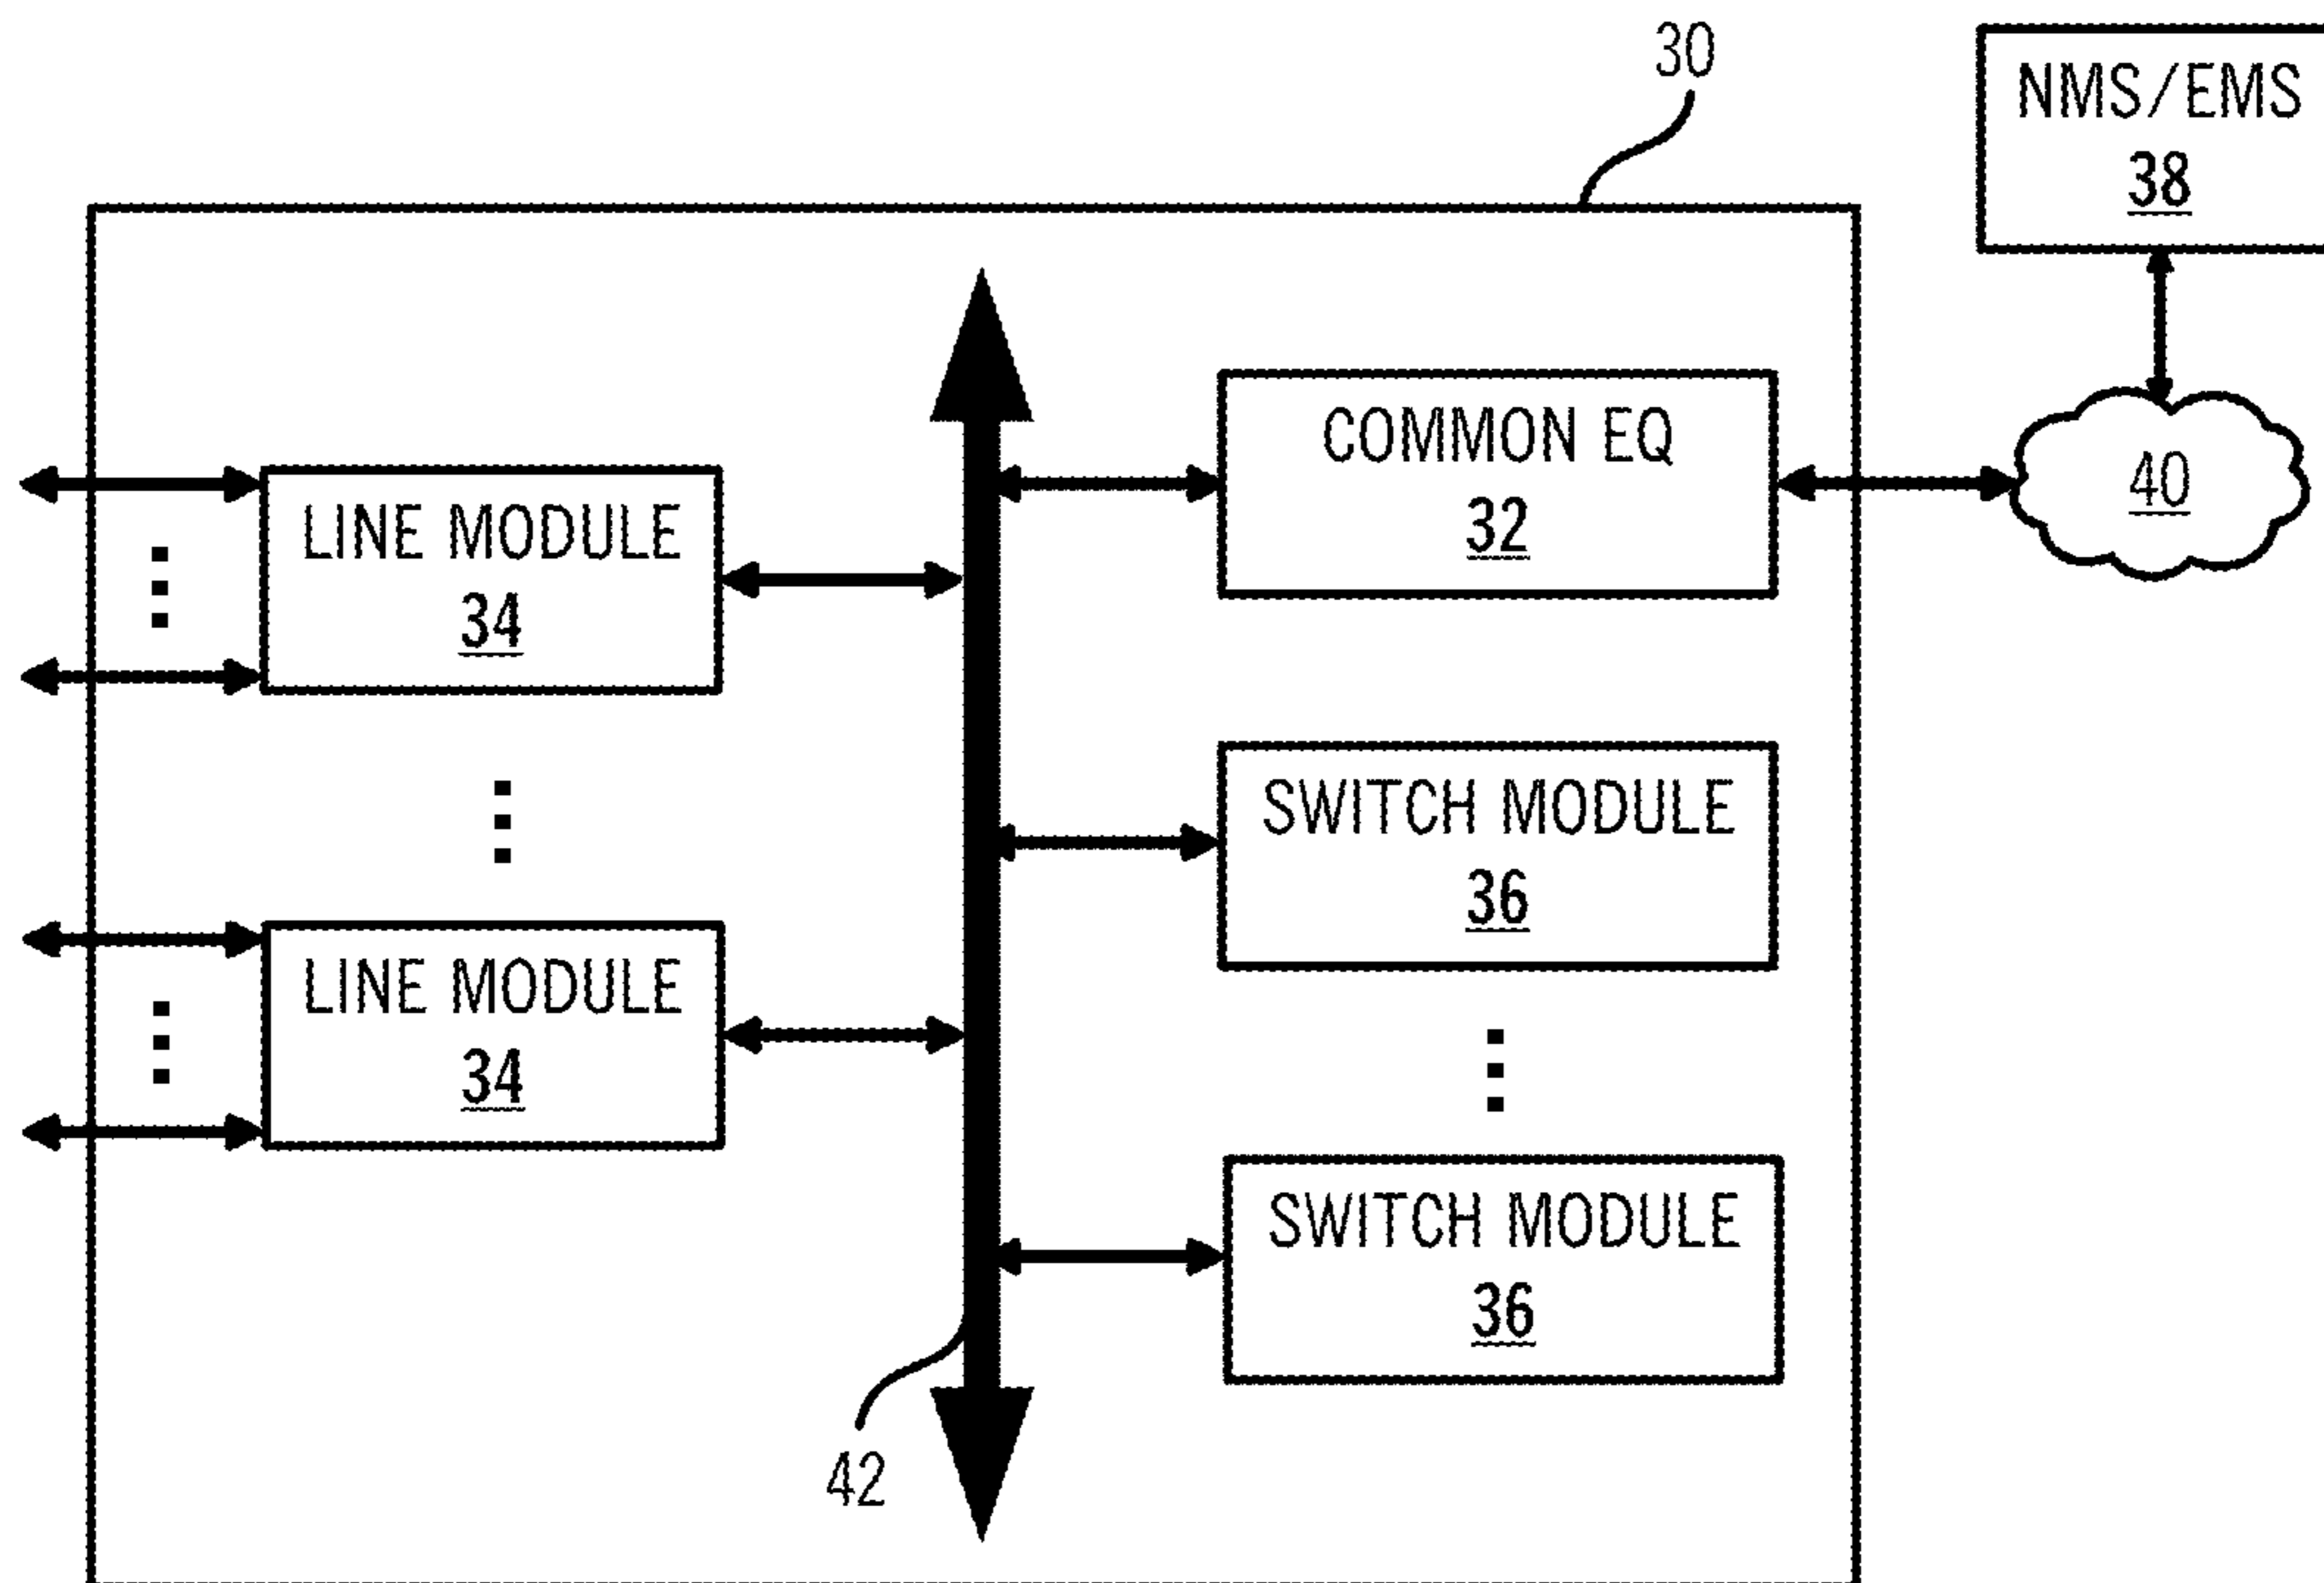 30
NMS/EMS
38
COMMON EQ
32
40
LINE MODULE
34
SWITCH MODULE
36
LINE MODULE
34
SWITCH MODULE
36
42